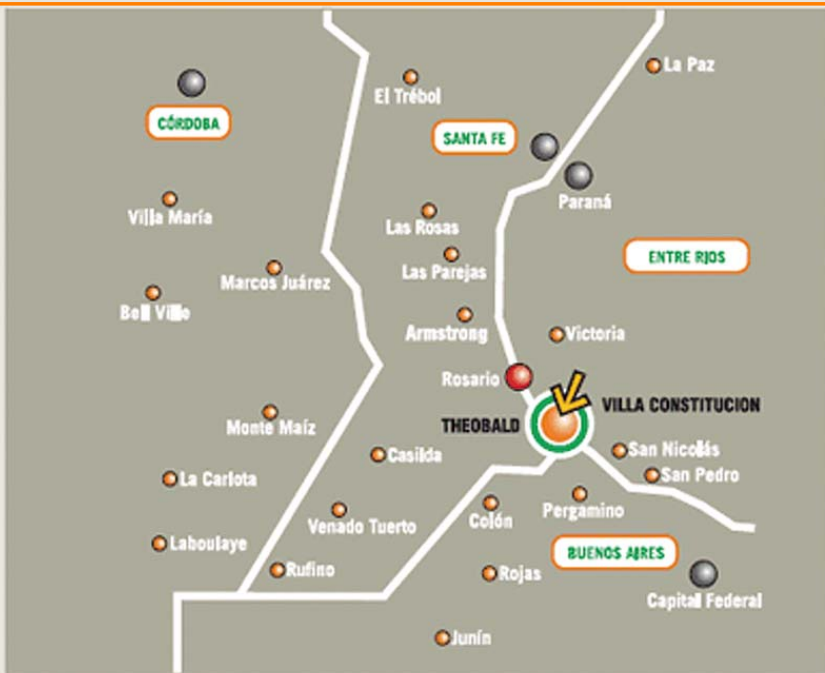 La Paz
El Trébol
CÓRDOBA
SANTA FE
Paraná
Villa María
Las Rosas
ENTRE RIOS
Las Parejas
Marcos Juárez
Bell Ville
Armstrong
Victoria
Rosario
VILLA CONSTITUCION
THEOBALD
Monte Maíz
San Nicolás
Casilda
San Pedro
La Carlota
Pergamino
Colón
Venado Tuerto
Laboulaye
BUENOS AIRES
Rufino
Rojas
Capital Federal
Junín